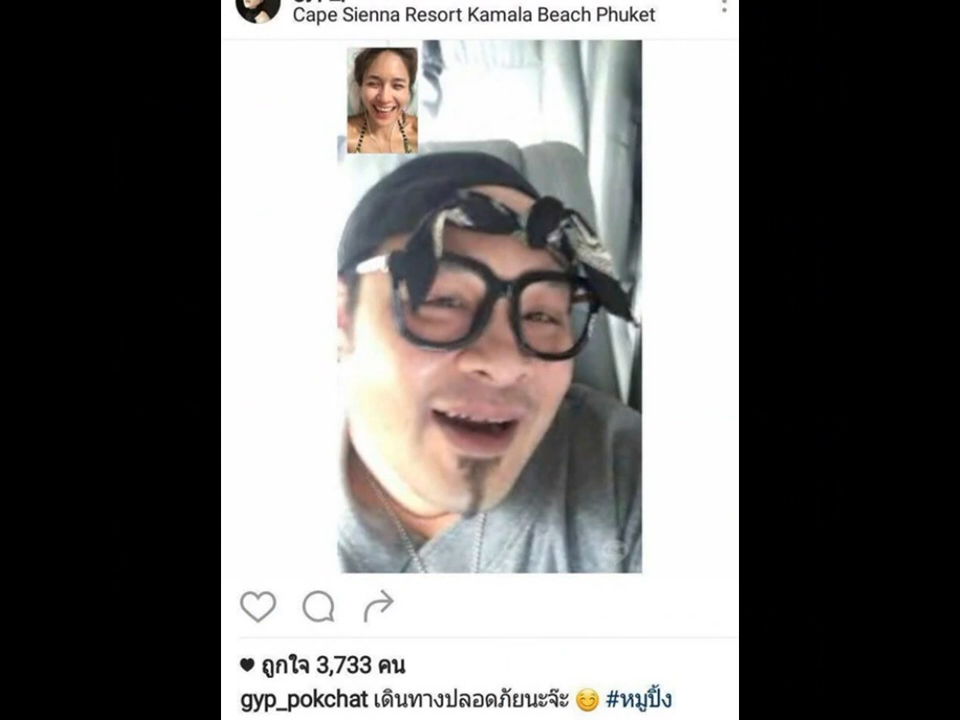 Cape Sienna Resort Kamala Beach Phuket
ถูกใจ 3,733 คน
gyp_pokchat เดินทางปลอดภัยนะจ๊ะ 😊 #หมูปิ้ง